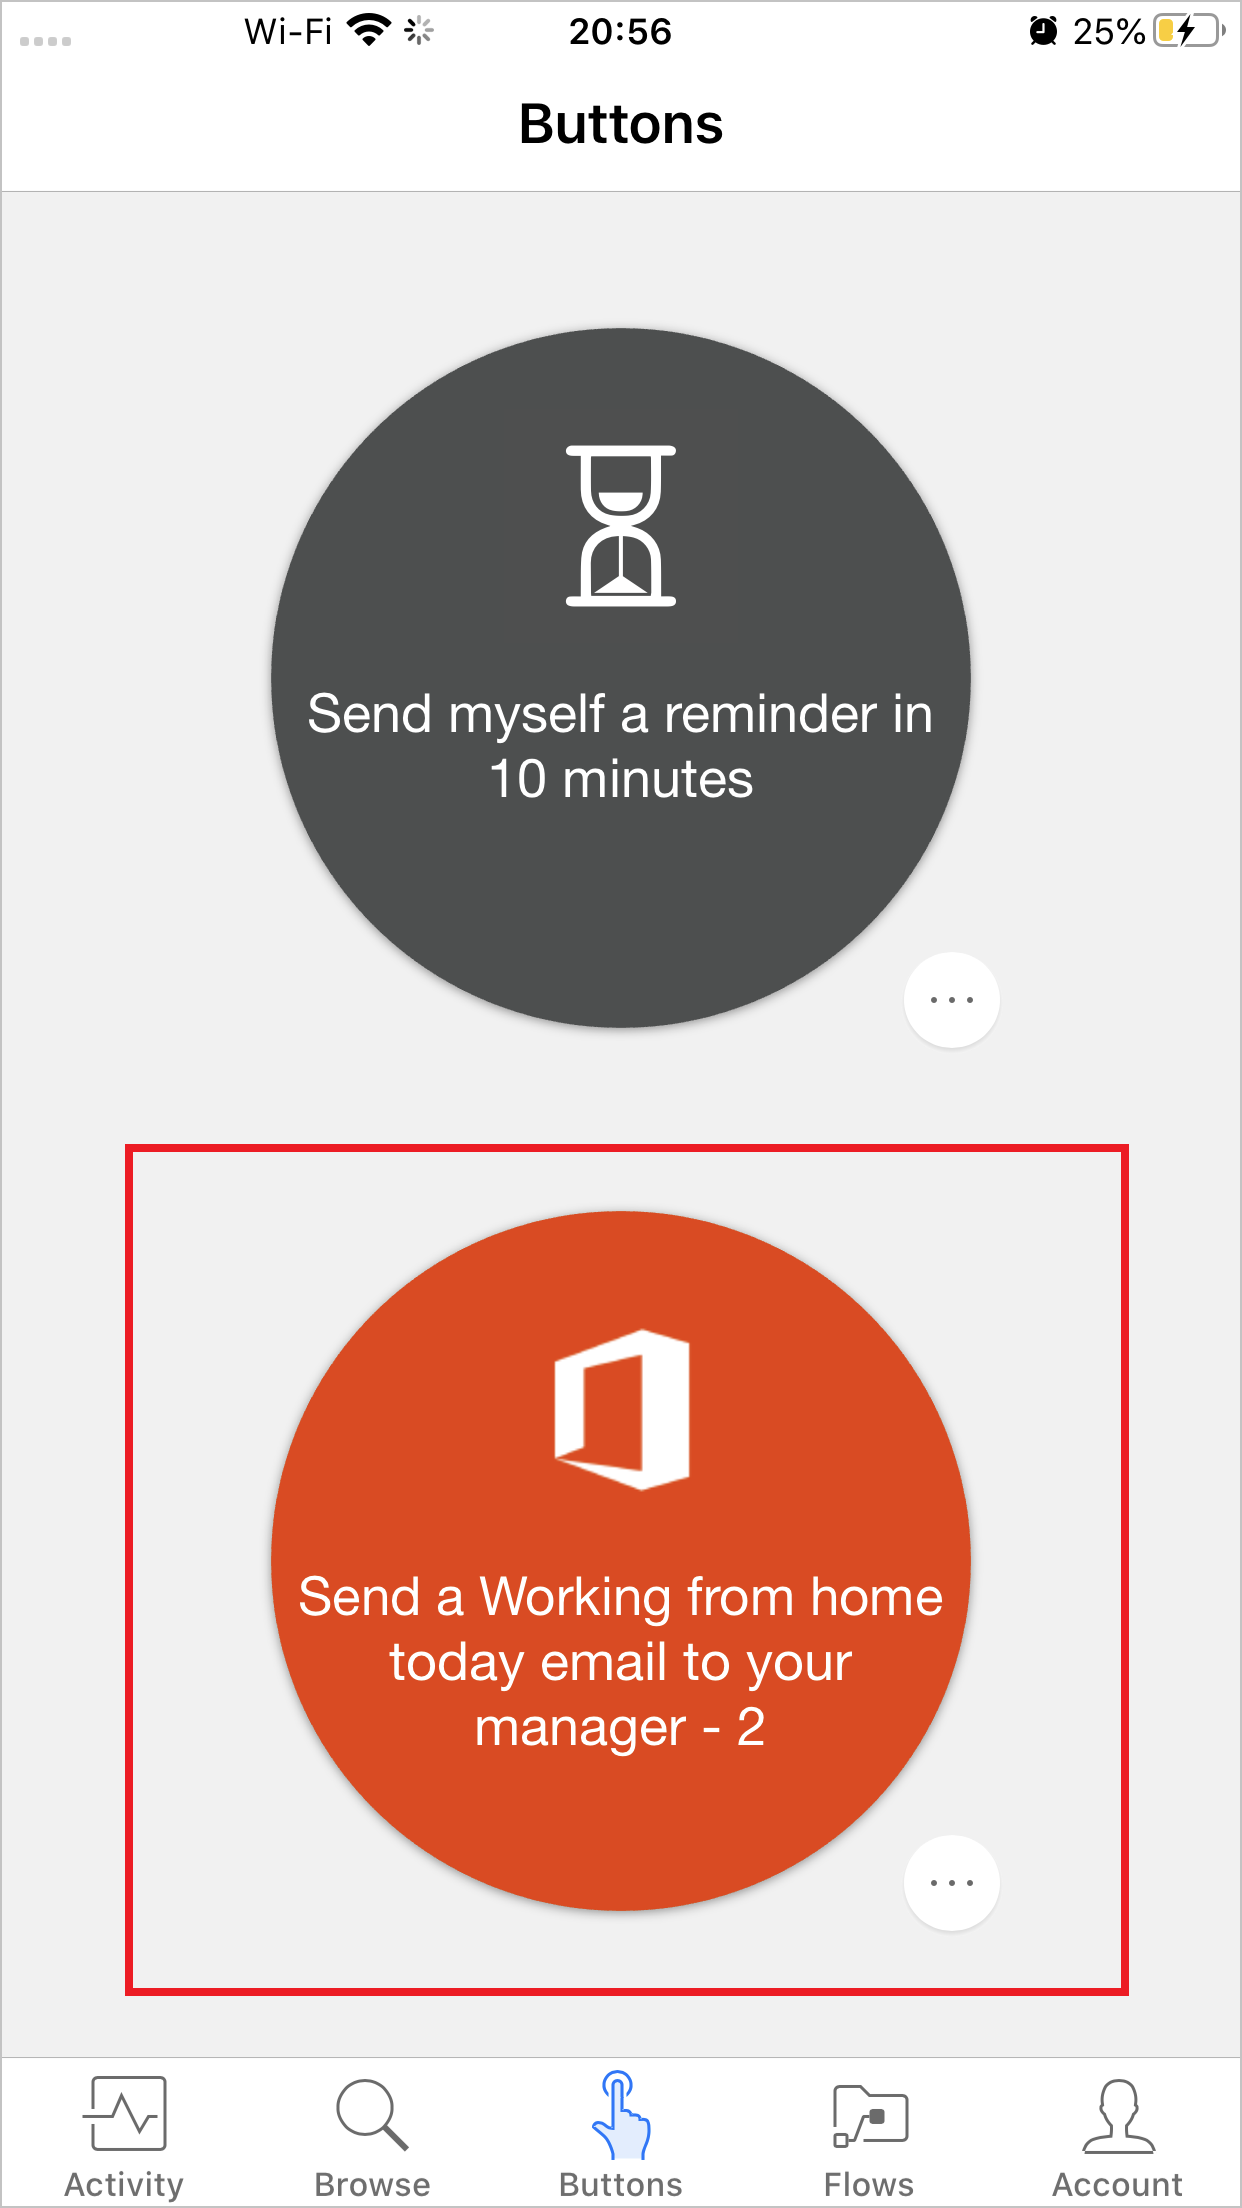 Wi-Fi 20:56 25%
Buttons
Send myself a reminder in
10 minutes
Send a Working from home
today email to your
manager - 2
Activity Browse Buttons Flows Account